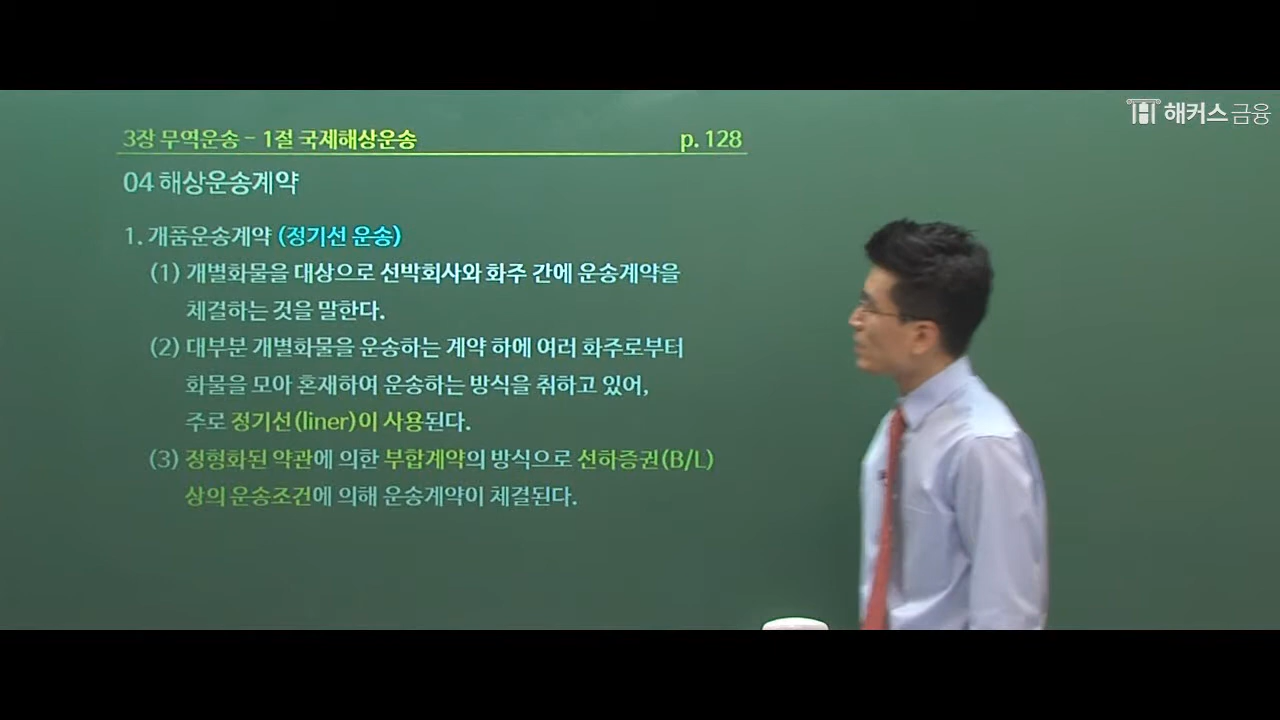 해커스 금융
3장 무역운송 - 1절 국제해상운송 p. 128
04 해상운송계약
1. 개품운송계약 (정기선 운송)
(1) 개별화물을 대상으로 선박회사와 화주 간에 운송계약을
체결하는 것을 말한다.
(2) 대부분 개별화물을 운송하는 계약 하에 여러 화주로부터
화물을 모아 혼재하여 운송하는 방식을 취하고 있어,
주로 정기선(liner)이 사용된다.
(3) 정형화된 약관에 의한 부합계약의 방식으로 선하증권(B/L)
상의 운송조건에 의해 운송계약이 체결된다.